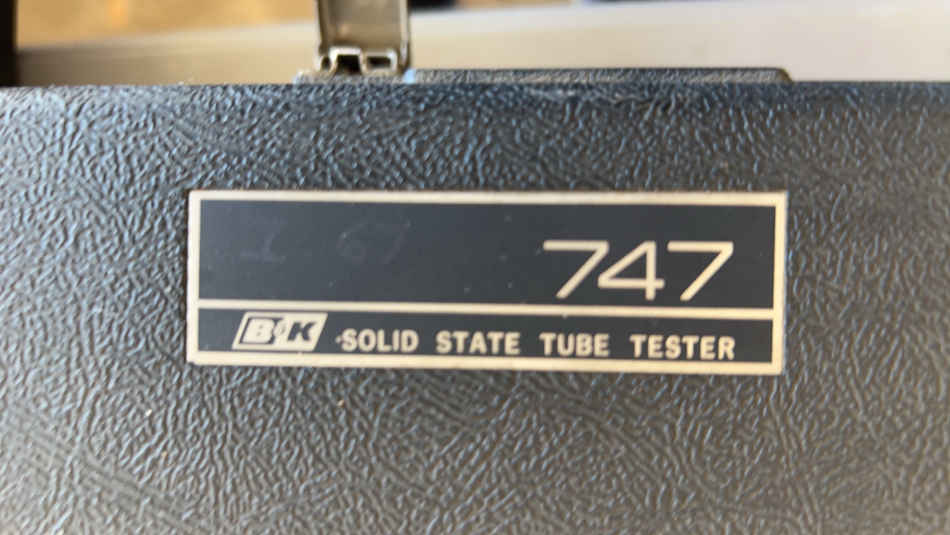 747
B&K SOLID STATE TUBE TESTER